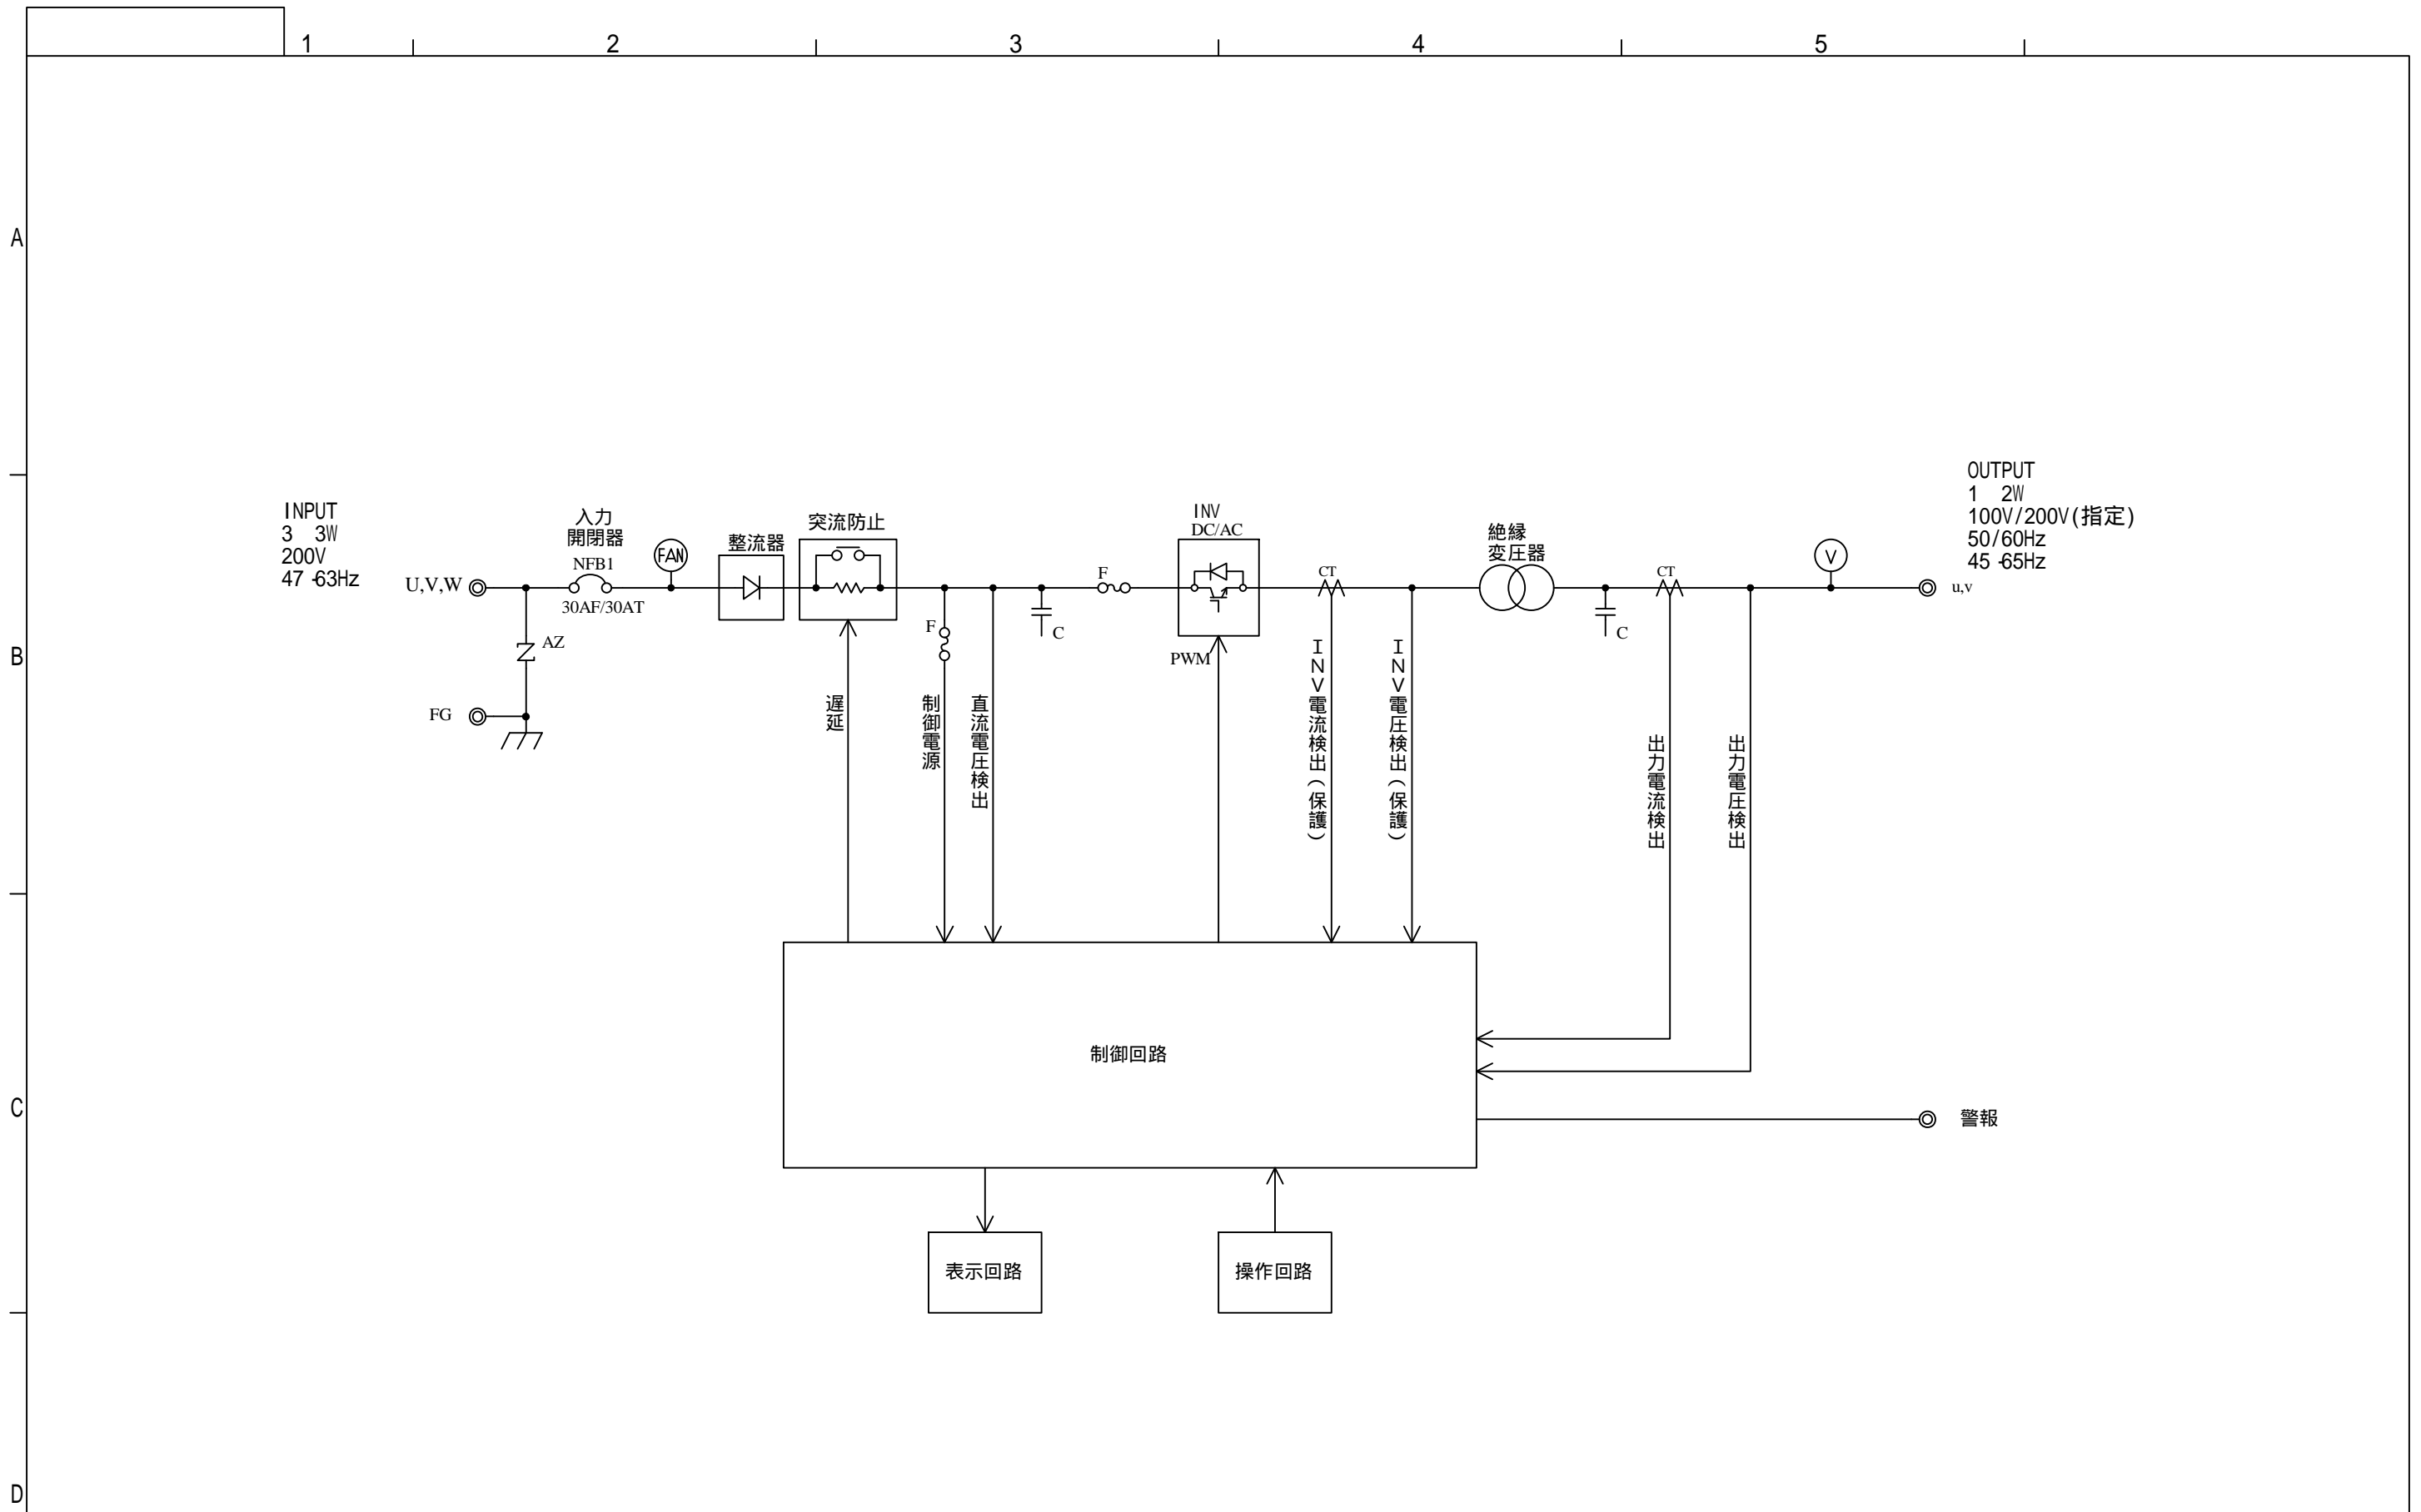 1
2
3
4
5
A
B
C
D
INPUT
3 3W
200V
47-63Hz
U,V,W
FG
AZ
入力
開閉器
NFB1
30AF/30AT
FAN
整流器
突流防止
F
C
F
INV
DC/AC
PWM
CT
絶縁
変圧器
C
CT
V
OUTPUT
1 2W
100V/200V(指定)
50/60Hz
45-65Hz
u,v
遅延
制御電源
直流電圧検出
INV電流検出(保護)
INV電圧検出(保護)
出力電流検出
出力電圧検出
制御回路
警報
表示回路
操作回路